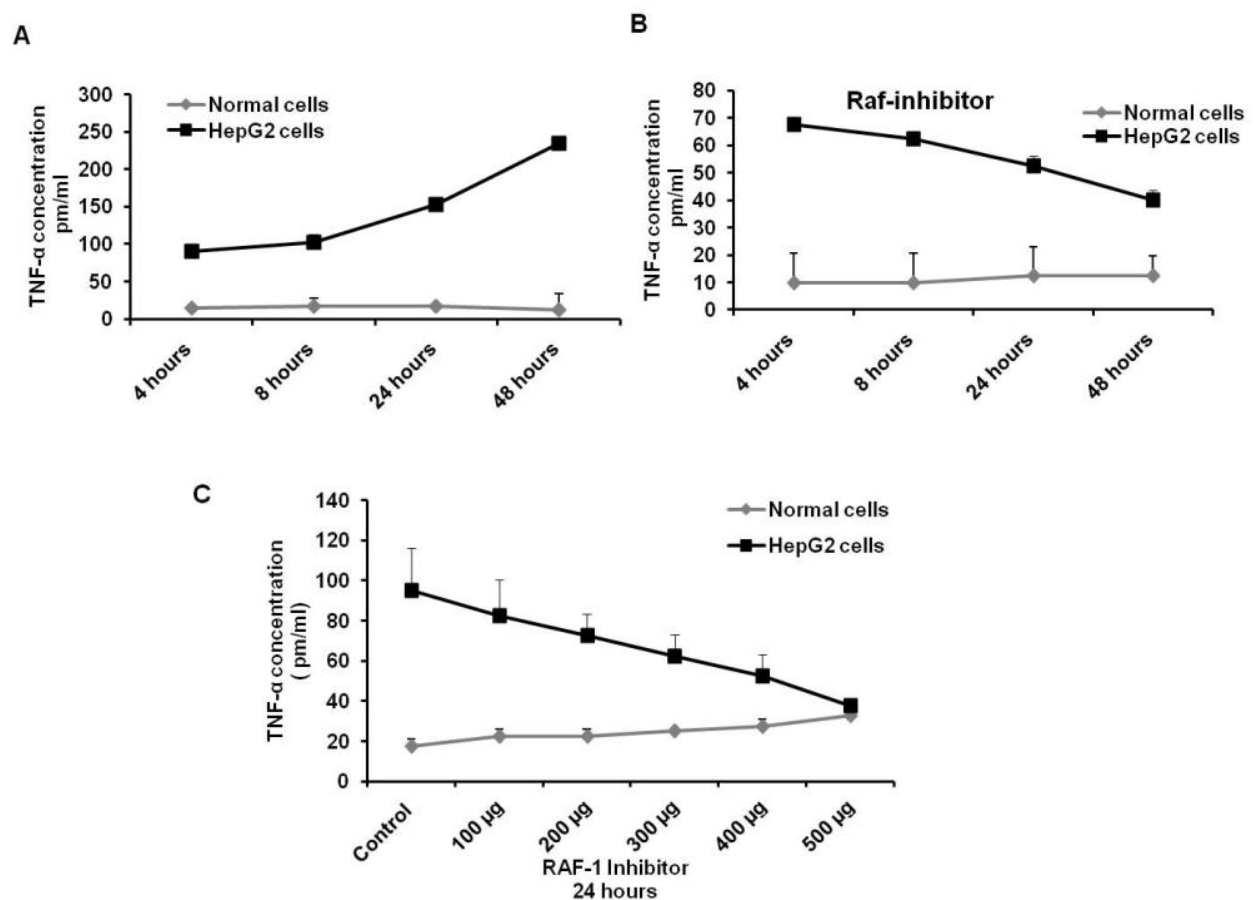 A
TNF-α concentration
pm/ml
300
250
200
150
100
50
0
Normal cells
HepG2 cells
4 hours
8 hours
24 hours
48 hours
B
TNF-α concentration
pm/ml
80
70
60
50
40
30
20
10
0
Raf-inhibitor
Normal cells
HepG2 cells
4 hours
8 hours
24 hours
48 hours
C
TNF-α concentration
( pm/ml)
140
120
100
80
60
40
20
0
Normal cells
HepG2 cells
Control
100 µg
200 µg
300 µg
400 µg
500 µg
RAF-1 Inhibitor
24 hours